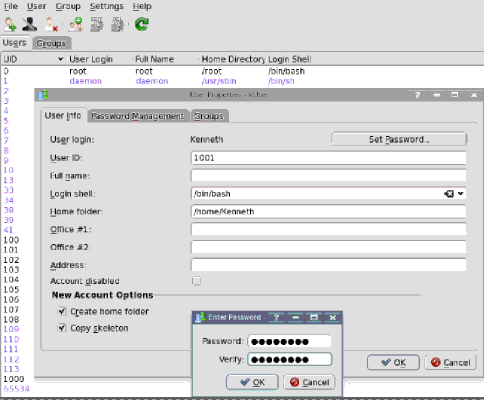 File User Group Settings Help
Users Groups
UID User Login Full Name Home Directory Login Shell
0 root root /root /bin/bash
1 daemon daemon /usr/sbin /bin/sh
2
3
User Properties - KUser
4
5
User Info Password Management Groups
7
User login: Kenneth Set Password...
8
9
User ID: 1001
10
13
Full name:
33
Login shell: /bin/bash
34
38
Home folder: /home/Kenneth
39
41
Office #1:
100
Office #2:
101
102
Address:
103
104
Account disabled
105
106
New Account Options
107
Create home folder
108
109
Copy skeleton
Enter Password
110
111
Password: ●●●●●●●●
112
Verify: ●●●●●●●●
113
OK Cancel
1000
65534
OK Cancel